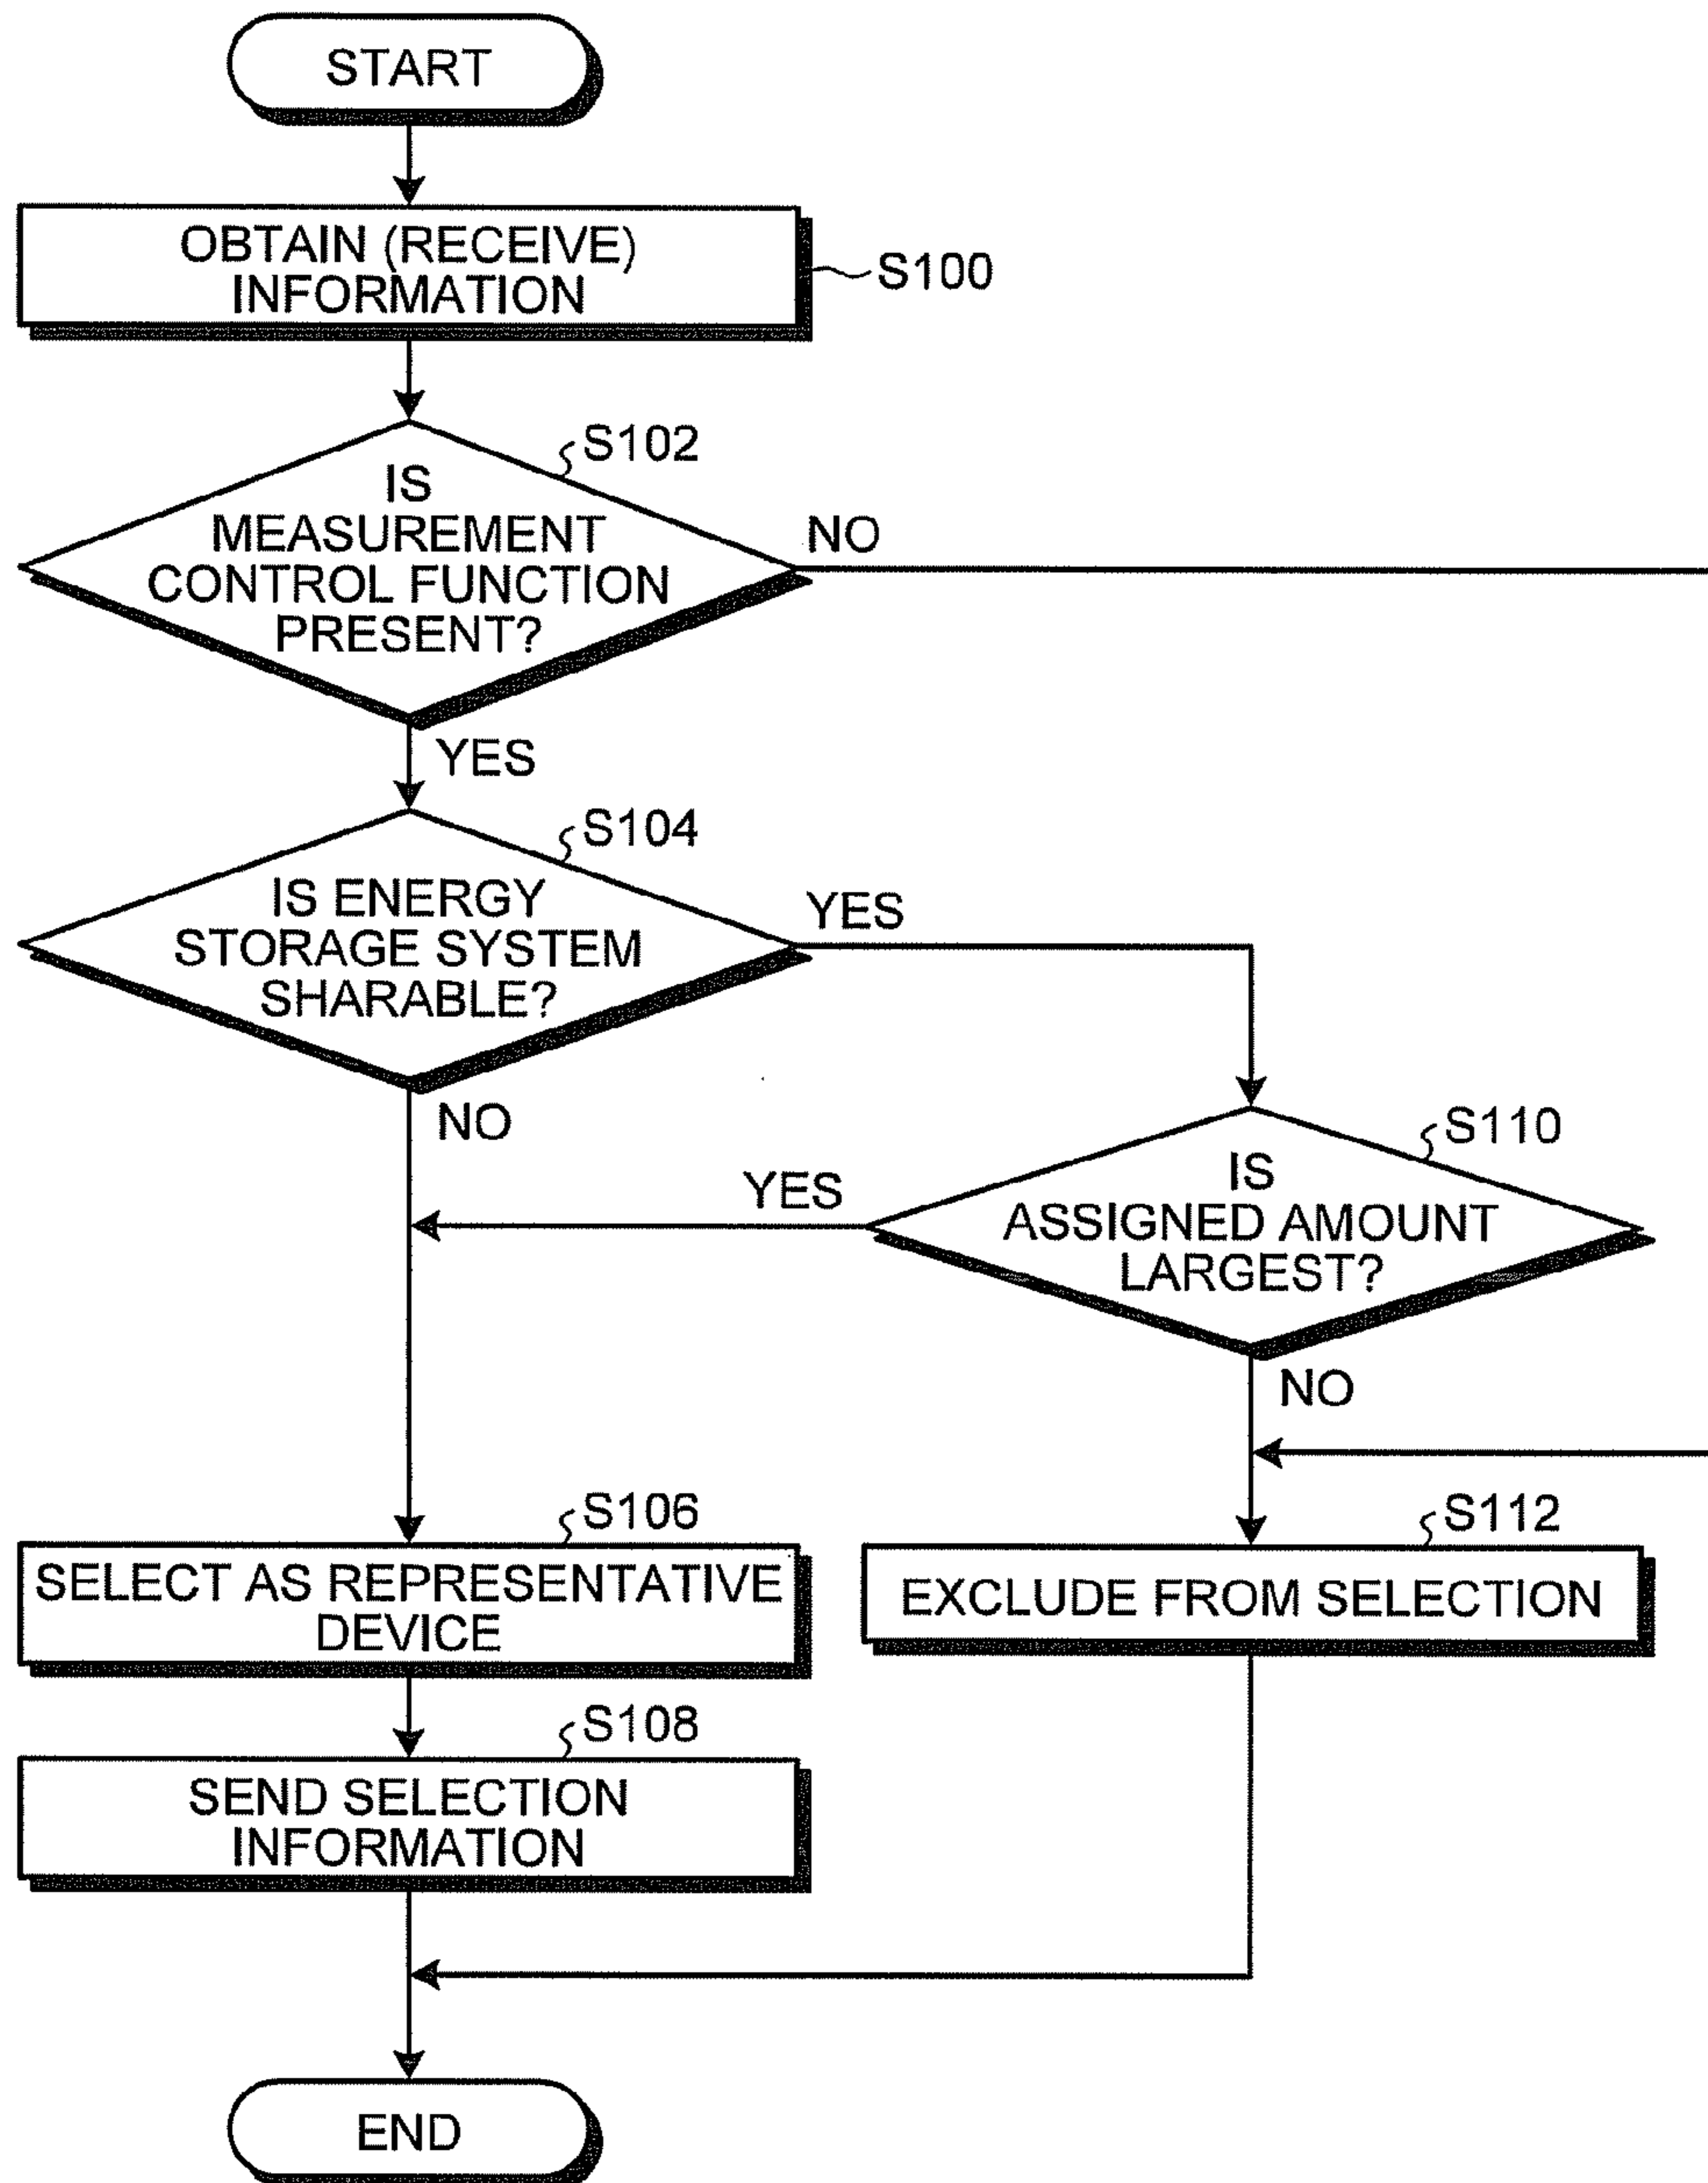 START
OBTAIN (RECEIVE)
INFORMATION
S100
S102
IS
MEASUREMENT
CONTROL FUNCTION
PRESENT?
NO
YES
S104
IS ENERGY
STORAGE SYSTEM
SHARABLE?
YES
NO
S110
IS
ASSIGNED AMOUNT
LARGEST?
YES
NO
S106
SELECT AS REPRESENTATIVE
DEVICE
S112
EXCLUDE FROM SELECTION
S108
SEND SELECTION
INFORMATION
END